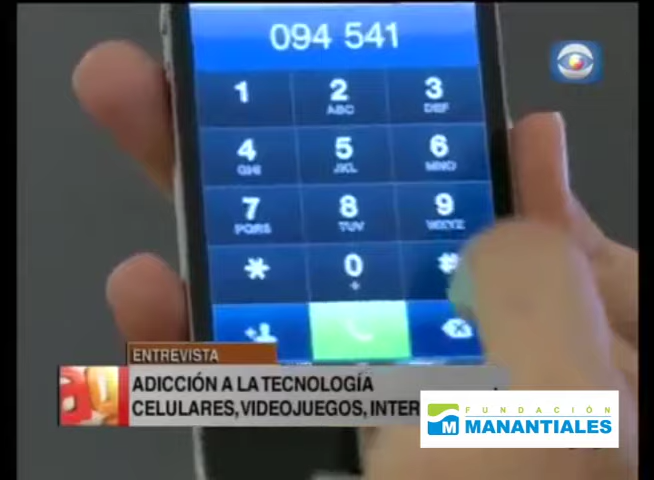 094 541
1
2
ABC
3
DEF
4
GHI
5
JKL
6
MNO
7
PQRS
8
TUV
9
WXYZ
*
0
+
#
ENTREVISTA
ADICCIÓN A LA TECNOLOGÍA
CELULARES, VIDEOJUEGOS, INTER
FUNDACIÓN
MANANTIALES